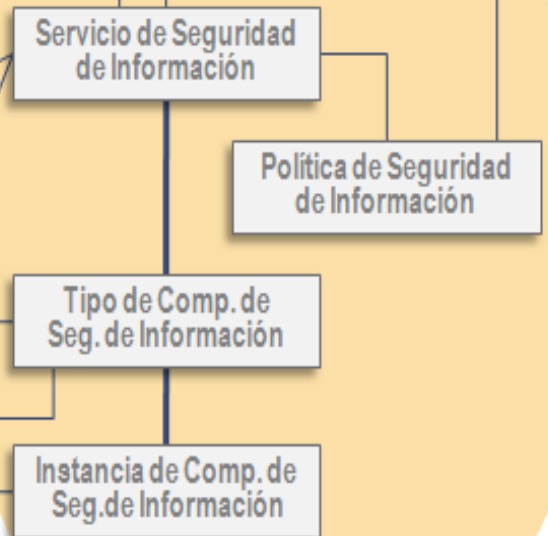 Servicio de Seguridad
de Información
Política de Seguridad
de Información
Tipo de Comp. de
Seg. de Información
Instancia de Comp. de
Seg.de Información